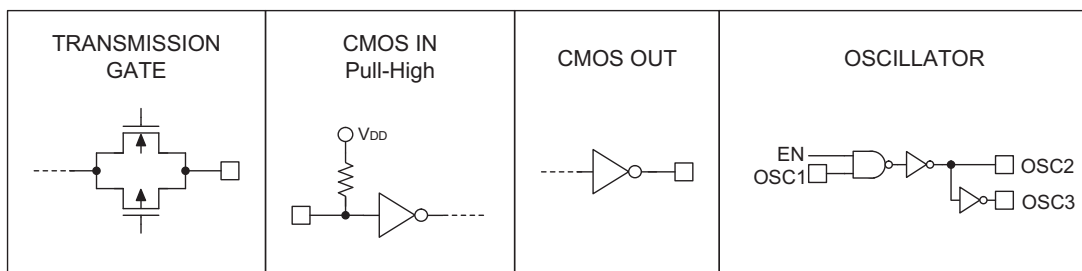 TRANSMISSION
GATE
CMOS IN
Pull-High
VDD
CMOS OUT
OSCILLATOR
EN
OSC1
OSC2
OSC3